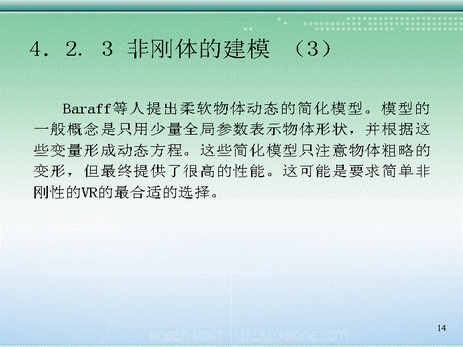 4. 2. 3 非刚体的建模 (3)
Baraff等人提出柔软物体动态的简化模型。模型的
一般概念是只用少量全局参数表示物体形状，并根据这
些变量形成动态方程。这些简化模型只注意物体粗略的
变形，但最终提供了很高的性能。这可能是要求简单非
刚性的VR的最合适的选择。
14